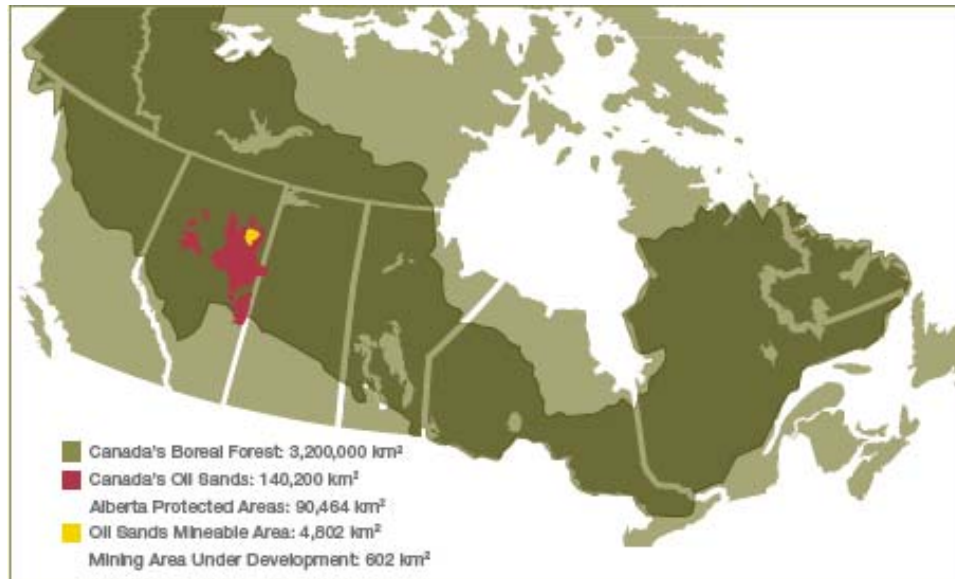 Canada's Boreal Forest: 3,200,000 km²
Canada's Oil Sands: 140,200 km²
Alberta Protected Areas: 90,464 km²
Oil Sands Mineable Area: 4,802 km²
Mining Area Under Development: 602 km²